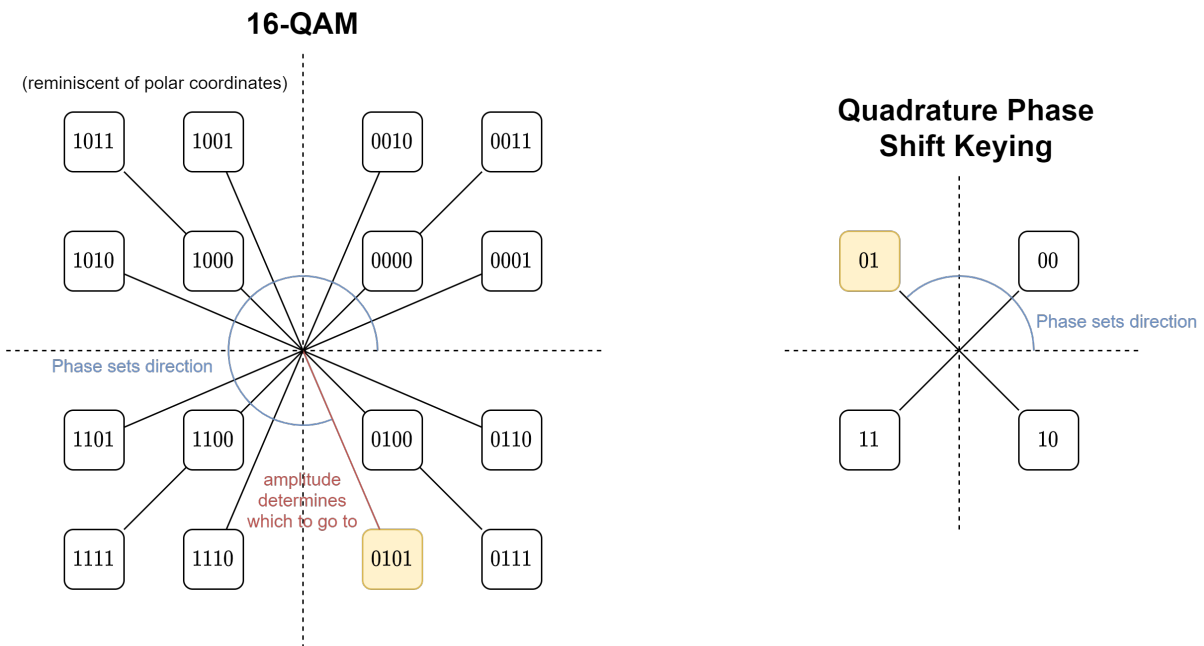 16-QAM
(reminiscent of polar coordinates)
1011
1001
0010
0011
1010
1000
0000
0001
Phase sets direction
1101
1100
0100
0110
amplitude
determines
which to go to
1111
1110
0101
0111
Quadrature Phase
Shift Keying
01
00
Phase sets direction
11
10